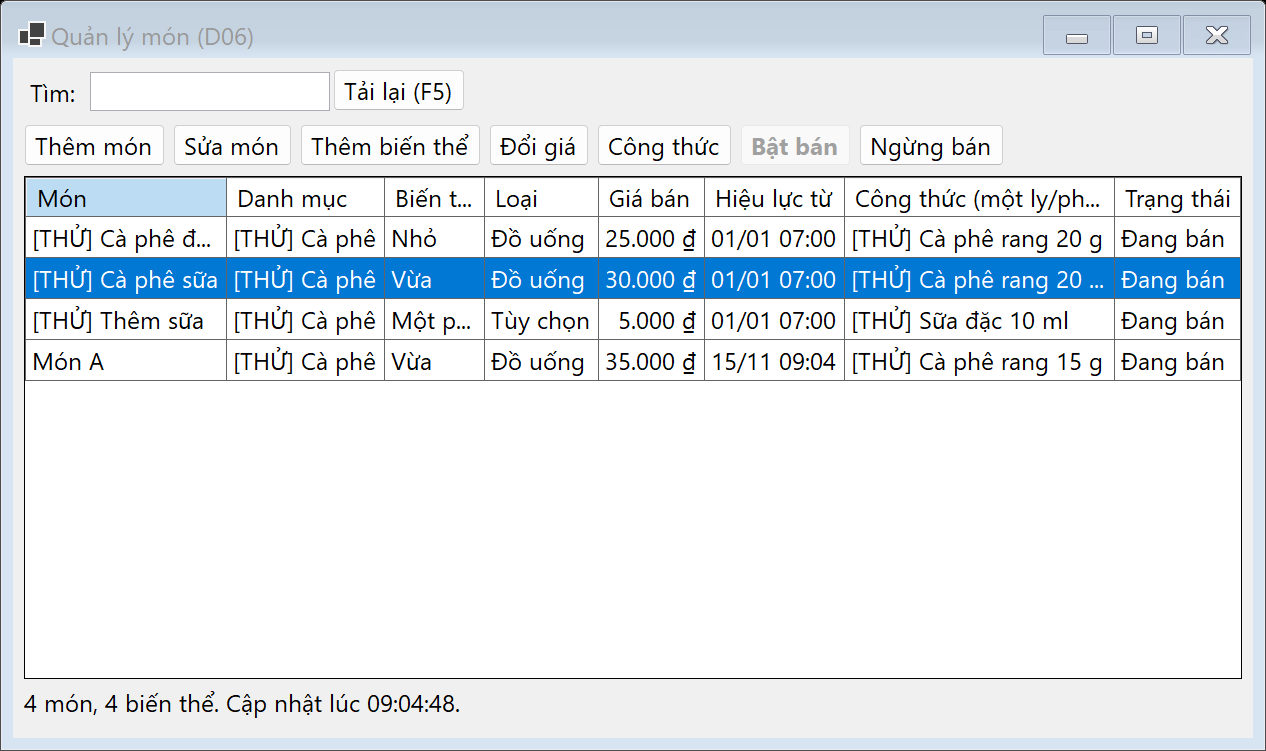 Quản lý món (D06)
Tìm: Tải lại (F5)
Thêm món Sửa món Thêm biến thể Đổi giá Công thức Bật bán Ngừng bán
Món Danh mục Biến t... Loại Giá bán Hiệu lực từ Công thức (một ly/ph... Trạng thái
[THỬ] Cà phê đ... [THỬ] Cà phê Nhỏ Đồ uống 25.000 ₫ 01/01 07:00 [THỬ] Cà phê rang 20 g Đang bán
[THỬ] Cà phê sữa [THỬ] Cà phê Vừa Đồ uống 30.000 ₫ 01/01 07:00 [THỬ] Cà phê rang 20 ... Đang bán
[THỬ] Thêm sữa [THỬ] Cà phê Một p... Tùy chọn 5.000 ₫ 01/01 07:00 [THỬ] Sữa đặc 10 ml Đang bán
Món A [THỬ] Cà phê Vừa Đồ uống 35.000 ₫ 15/11 09:04 [THỬ] Cà phê rang 15 g Đang bán
4 món, 4 biến thể. Cập nhật lúc 09:04:48.